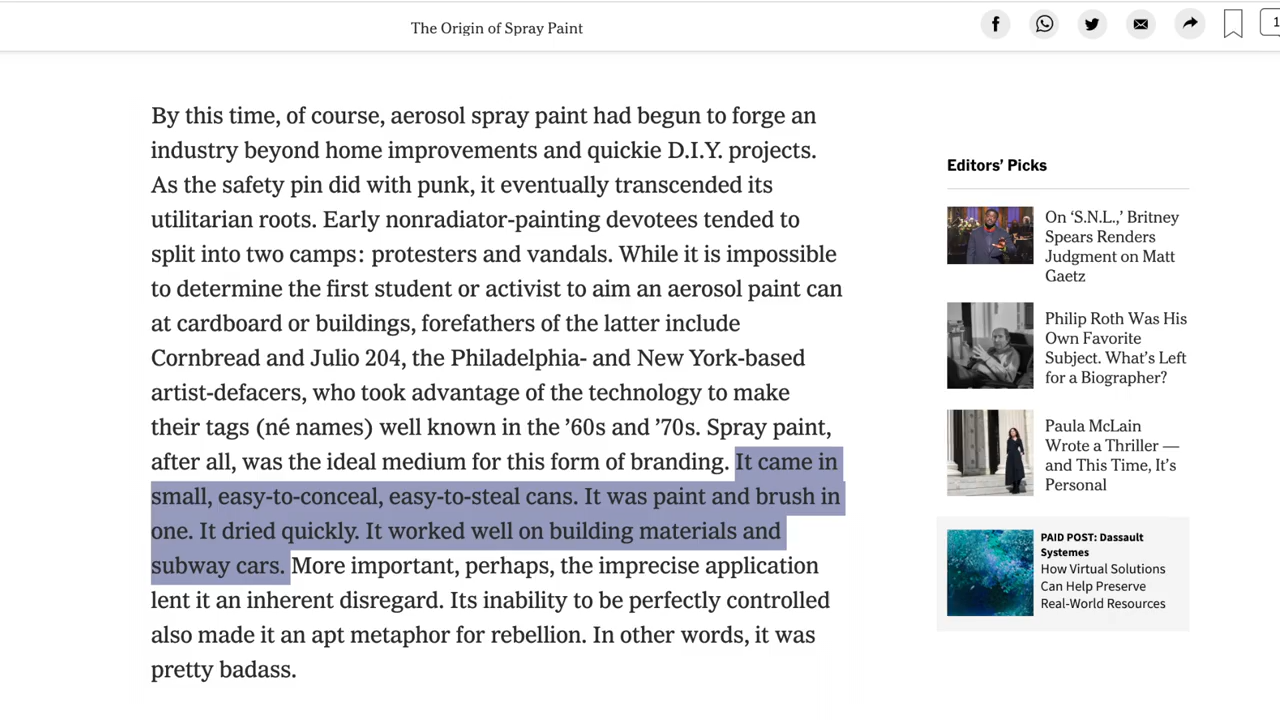 The Origin of Spray Paint
1
By this time, of course, aerosol spray paint had begun to forge an
industry beyond home improvements and quickie D.I.Y. projects.
As the safety pin did with punk, it eventually transcended its
utilitarian roots. Early nonradiator-painting devotees tended to
split into two camps: protesters and vandals. While it is impossible
to determine the first student or activist to aim an aerosol paint can
at cardboard or buildings, forefathers of the latter include
Cornbread and Julio 204, the Philadelphia- and New York-based
artist-defacers, who took advantage of the technology to make
their tags (né names) well known in the ’60s and ’70s. Spray paint,
after all, was the ideal medium for this form of branding. It came in
small, easy-to-conceal, easy-to-steal cans. It was paint and brush in
one. It dried quickly. It worked well on building materials and
subway cars. More important, perhaps, the imprecise application
lent it an inherent disregard. Its inability to be perfectly controlled
also made it an apt metaphor for rebellion. In other words, it was
pretty badass.
Editors’ Picks
On ‘S.N.L.,’ Britney
Spears Renders
Judgment on Matt
Gaetz
Philip Roth Was His
Own Favorite
Subject. What’s Left
for a Biographer?
Paula McLain
Wrote a Thriller —
and This Time, It’s
Personal
PAID POST: Dassault
Systemes
How Virtual Solutions
Can Help Preserve
Real-World Resources